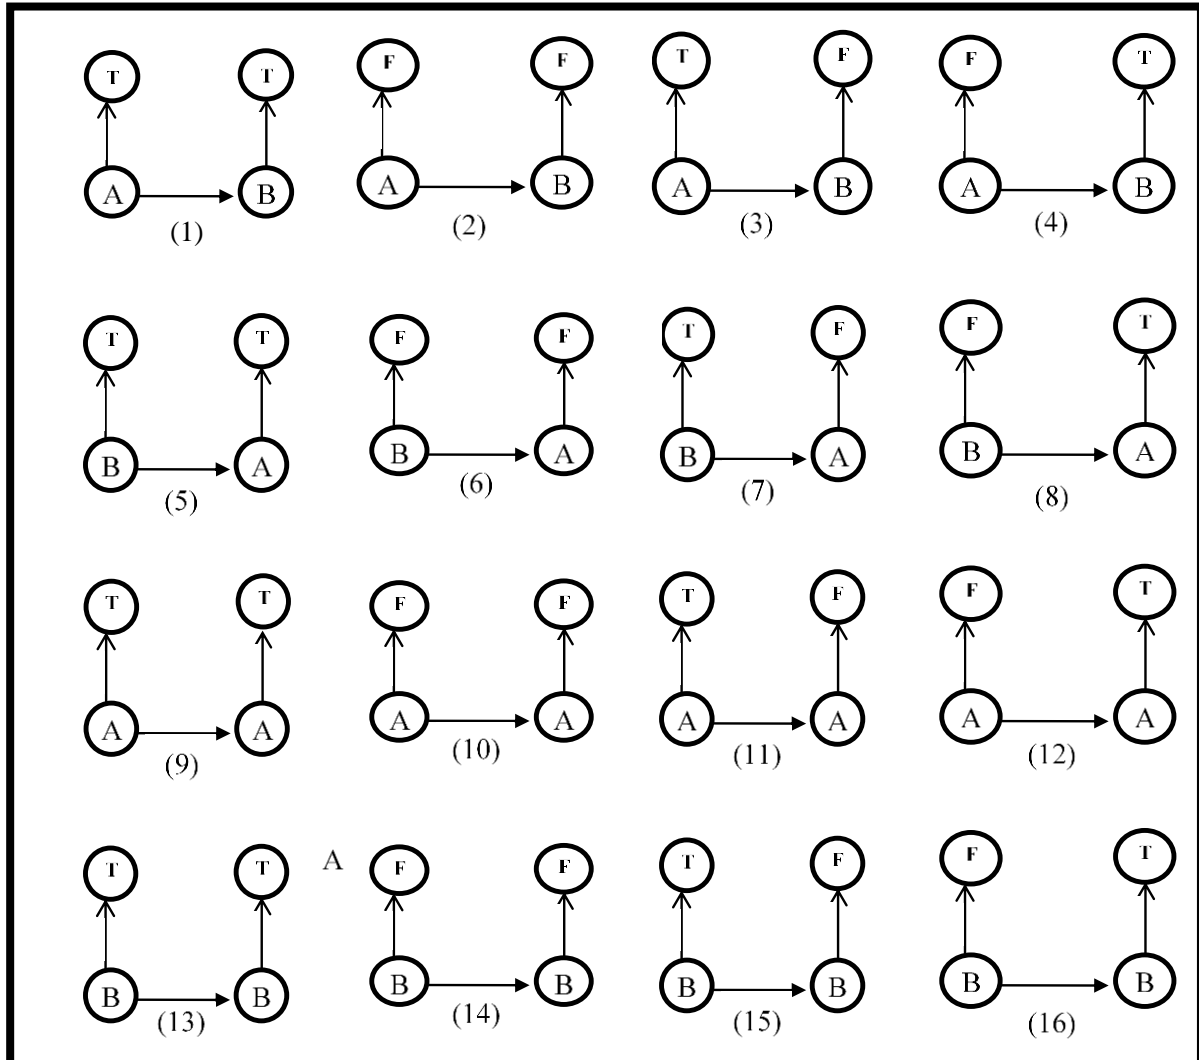 T T F F T F F T
A B A B A B A B
(1) (2) (3) (4)
T T F F T F F T
B A B A B A B A
(5) (6) (7) (8)
T T F F T F F T
A A A A A A A A
(9) (10) (11) (12)
T T A F F T F F T
B B B B B B B B
(13) (14) (15) (16)